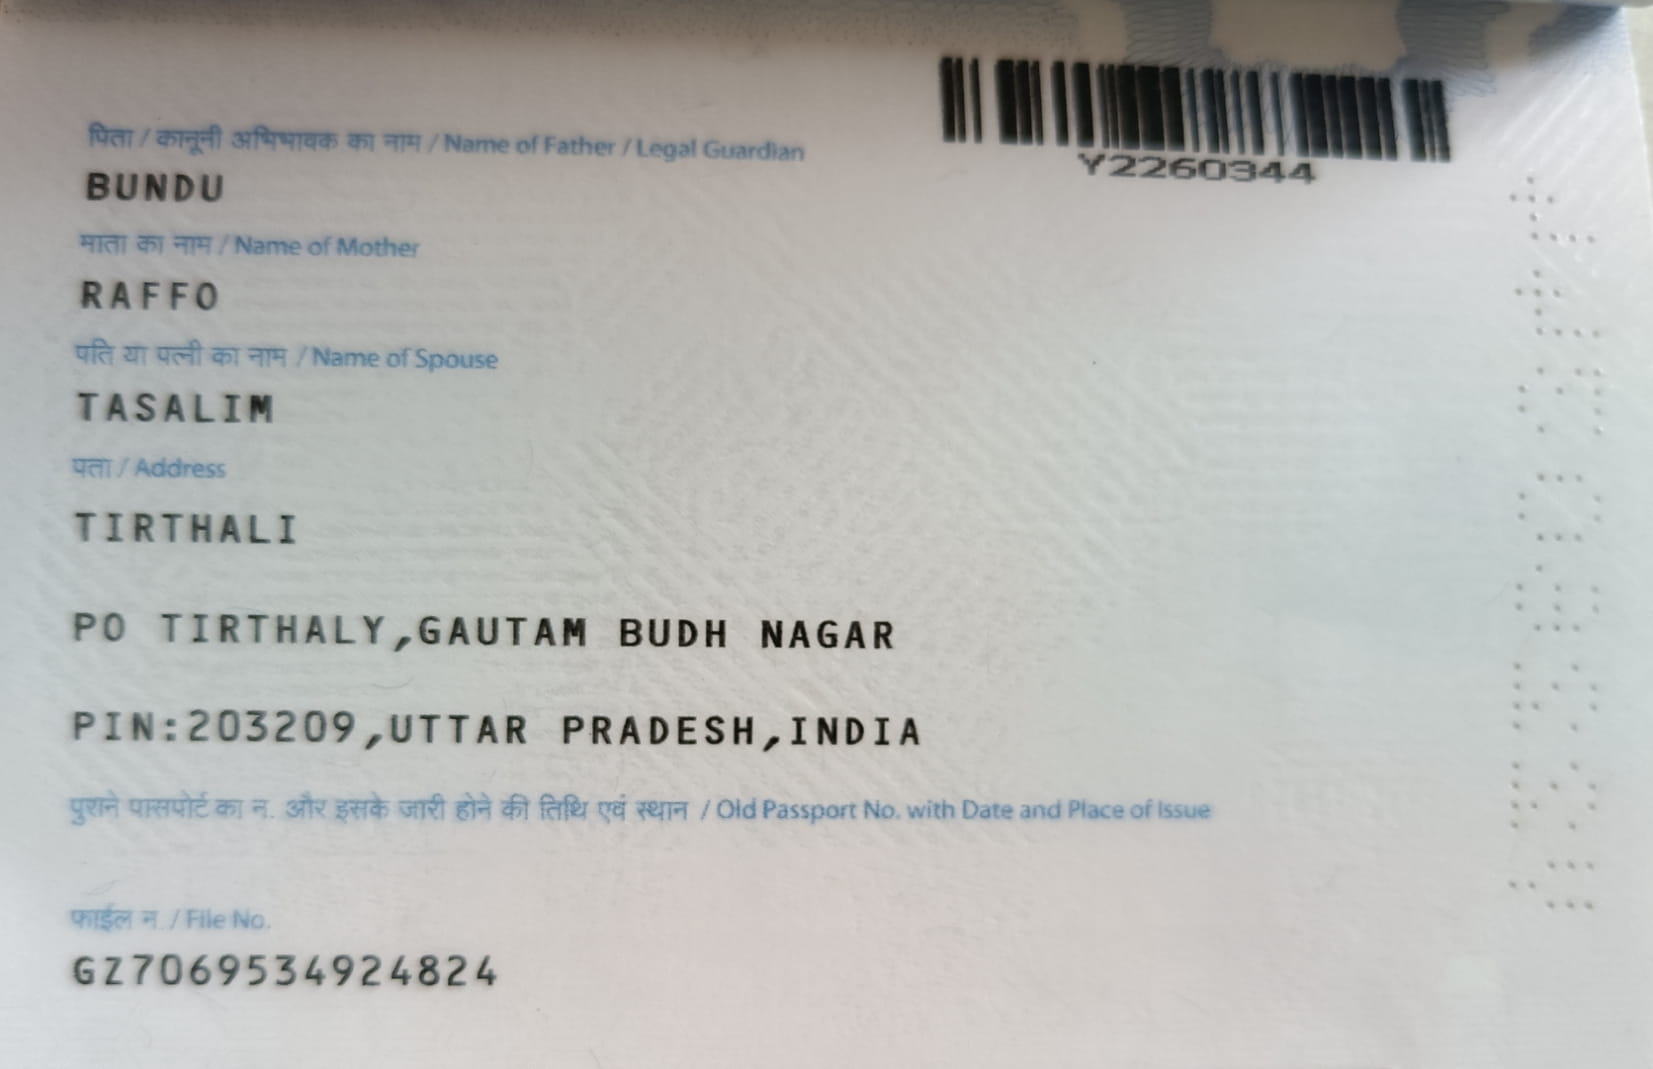 Y2260344
पिता / कानूनी अभिभावक का नाम / Name of Father / Legal Guardian
BUNDU
माता का नाम / Name of Mother
RAFFO
पति या पत्नी का नाम / Name of Spouse
TASALIM
पता / Address
TIRTHALI
PO TIRTHALY,GAUTAM BUDH NAGAR
PIN:203209,UTTAR PRADESH,INDIA
पुराने पासपोर्ट का न. और इसके जारी होने की तिथि एवं स्थान / Old Passport No. with Date and Place of Issue
फाईल न. / File No.
GZ7069534924824